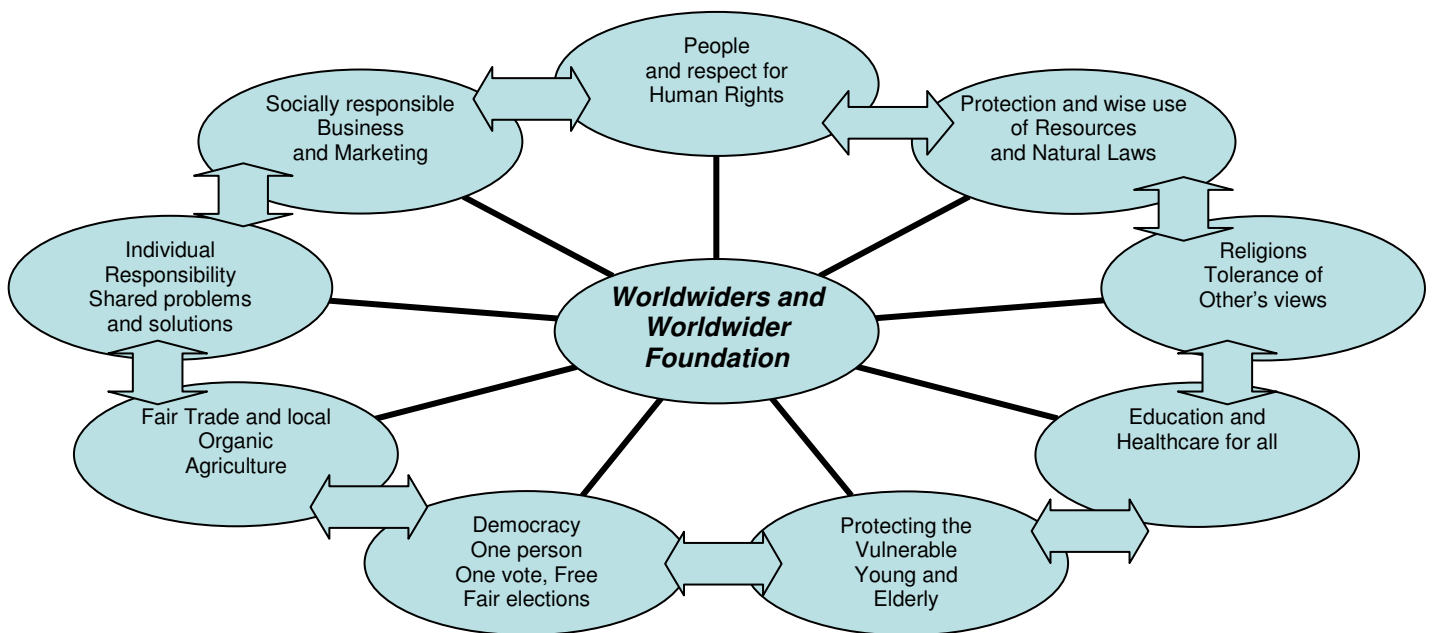 People
and respect for
Human Rights
Socially responsible
Business
and Marketing
Protection and wise use
of Resources
and Natural Laws
Individual
Responsibility
Shared problems
and solutions
Worldwiders and
Worldwider
Foundation
Religions
Tolerance of
Other’s views
Fair Trade and local
Organic
Agriculture
Education and
Healthcare for all
Democracy
One person
One vote, Free
Fair elections
Protecting the
Vulnerable
Young and
Elderly